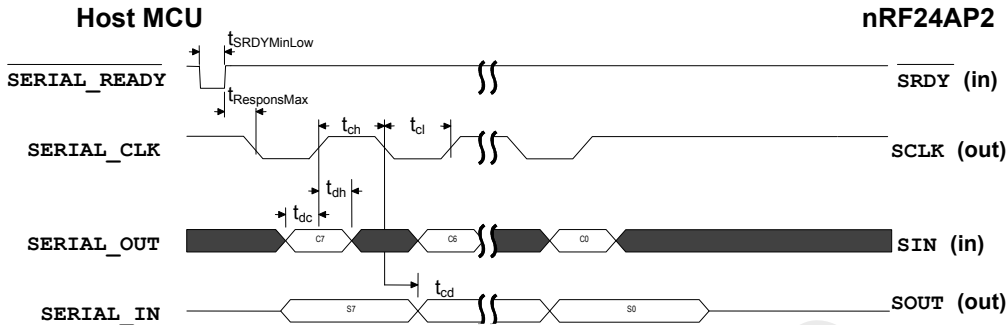 Host MCU nRF24AP2
tSRDYMinLow
SERIAL_READY SRDY (in)
tResponsMax
tch tcl
SERIAL_CLK SCLK (out)
tdh
tdc
SERIAL_OUT C7 C6 C0 SIN (in)
tcd
SERIAL_IN S7 S0 SOUT (out)